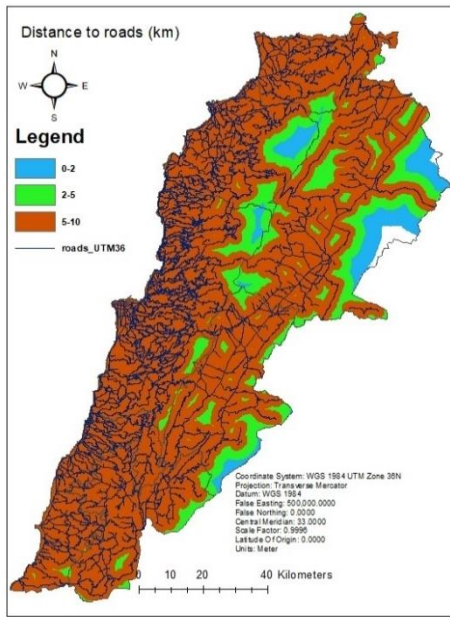 Distance to roads (km)
N
W E
S
Legend
0-2
2-5
5-10
roads_UTM36
Coordinate System: WGS 1984 UTM Zone 36N
Projection: Transverse Mercator
Datum: WGS 1984
False Easting: 500,000.0000
False Northing: 0.0000
Central Meridian: 33.0000
Scale Factor: 0.9996
Latitude Of Origin: 0.0000
Units: Meter
0 10 20 40 Kilometers